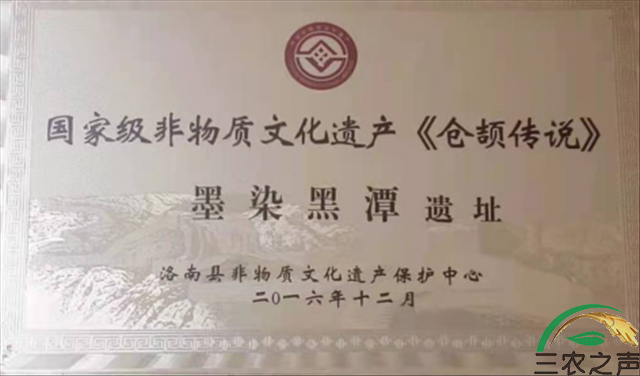 国家级非物质文化遗产《仓颉传说》
墨染黑潭遗址
洛南县非物质文化遗产保护中心
二〇一六年十二月
三农之声